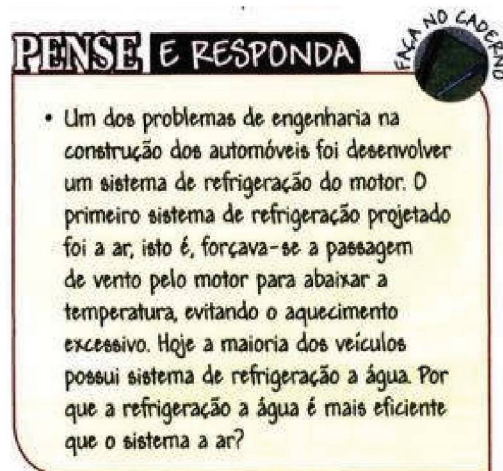 FAÇA NO CADERNO
PENSE E RESPONDA
• Um dos problemas de engenharia na
construção dos automóveis foi desenvolver
um sistema de refrigeração do motor. O
primeiro sistema de refrigeração projetado
foi a ar, isto é, forçava-se a passagem
de vento pelo motor para abaixar a
temperatura, evitando o aquecimento
excessivo. Hoje a maioria dos veículos
possui sistema de refrigeração a água. Por
que a refrigeração a água é mais eficiente
que o sistema a ar?